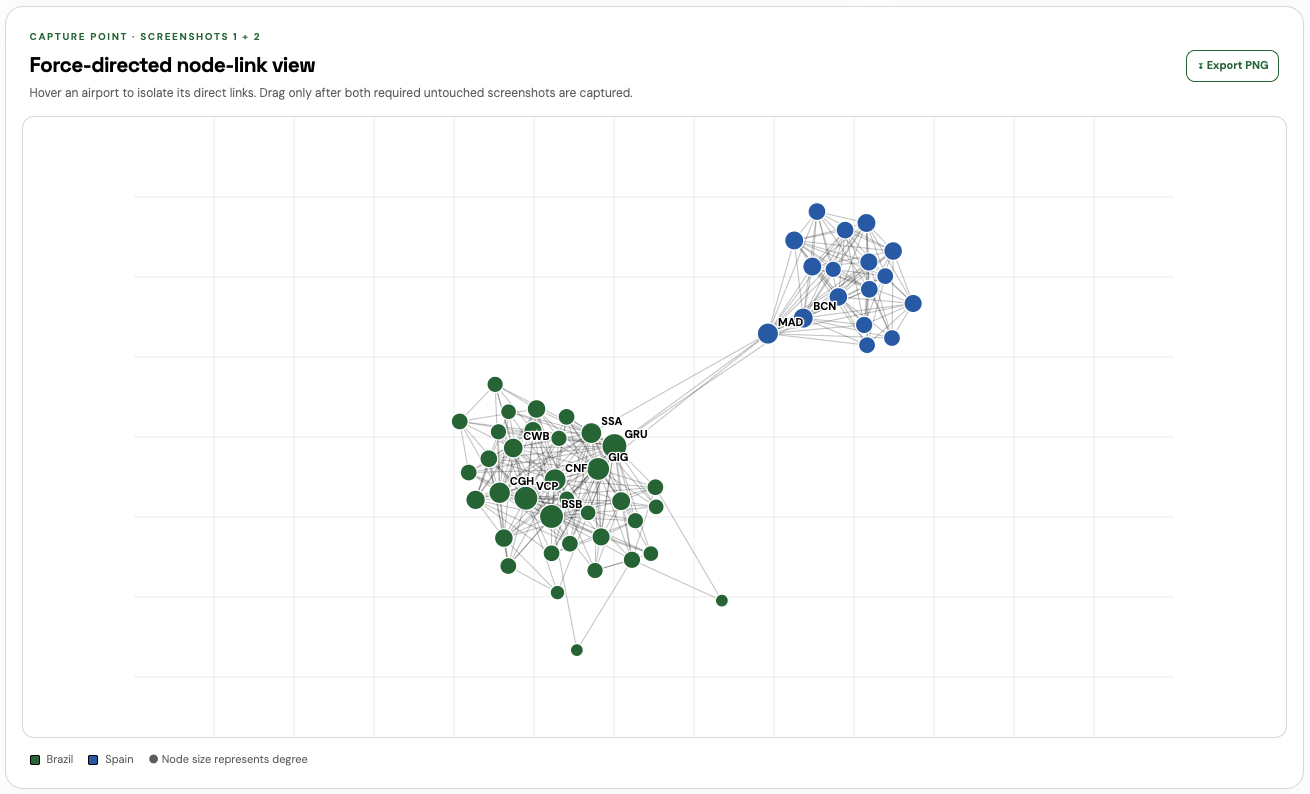 CAPTURE POINT · SCREENSHOTS 1 + 2
Force-directed node-link view
↧ Export PNG
Hover an airport to isolate its direct links. Drag only after both required untouched screenshots are captured.
BCN
MAD
SSA
GRU
CWB
GIG
CNF
CGH
VCP
BSB
Brazil
Spain
Node size represents degree